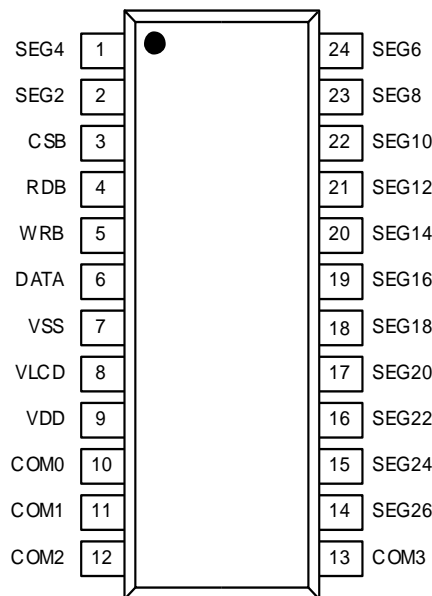 SEG4 1 24 SEG6
SEG2 2 23 SEG8
CSB 3 22 SEG10
RDB 4 21 SEG12
WRB 5 20 SEG14
DATA 6 19 SEG16
VSS 7 18 SEG18
VLCD 8 17 SEG20
VDD 9 16 SEG22
COM0 10 15 SEG24
COM1 11 14 SEG26
COM2 12 13 COM3